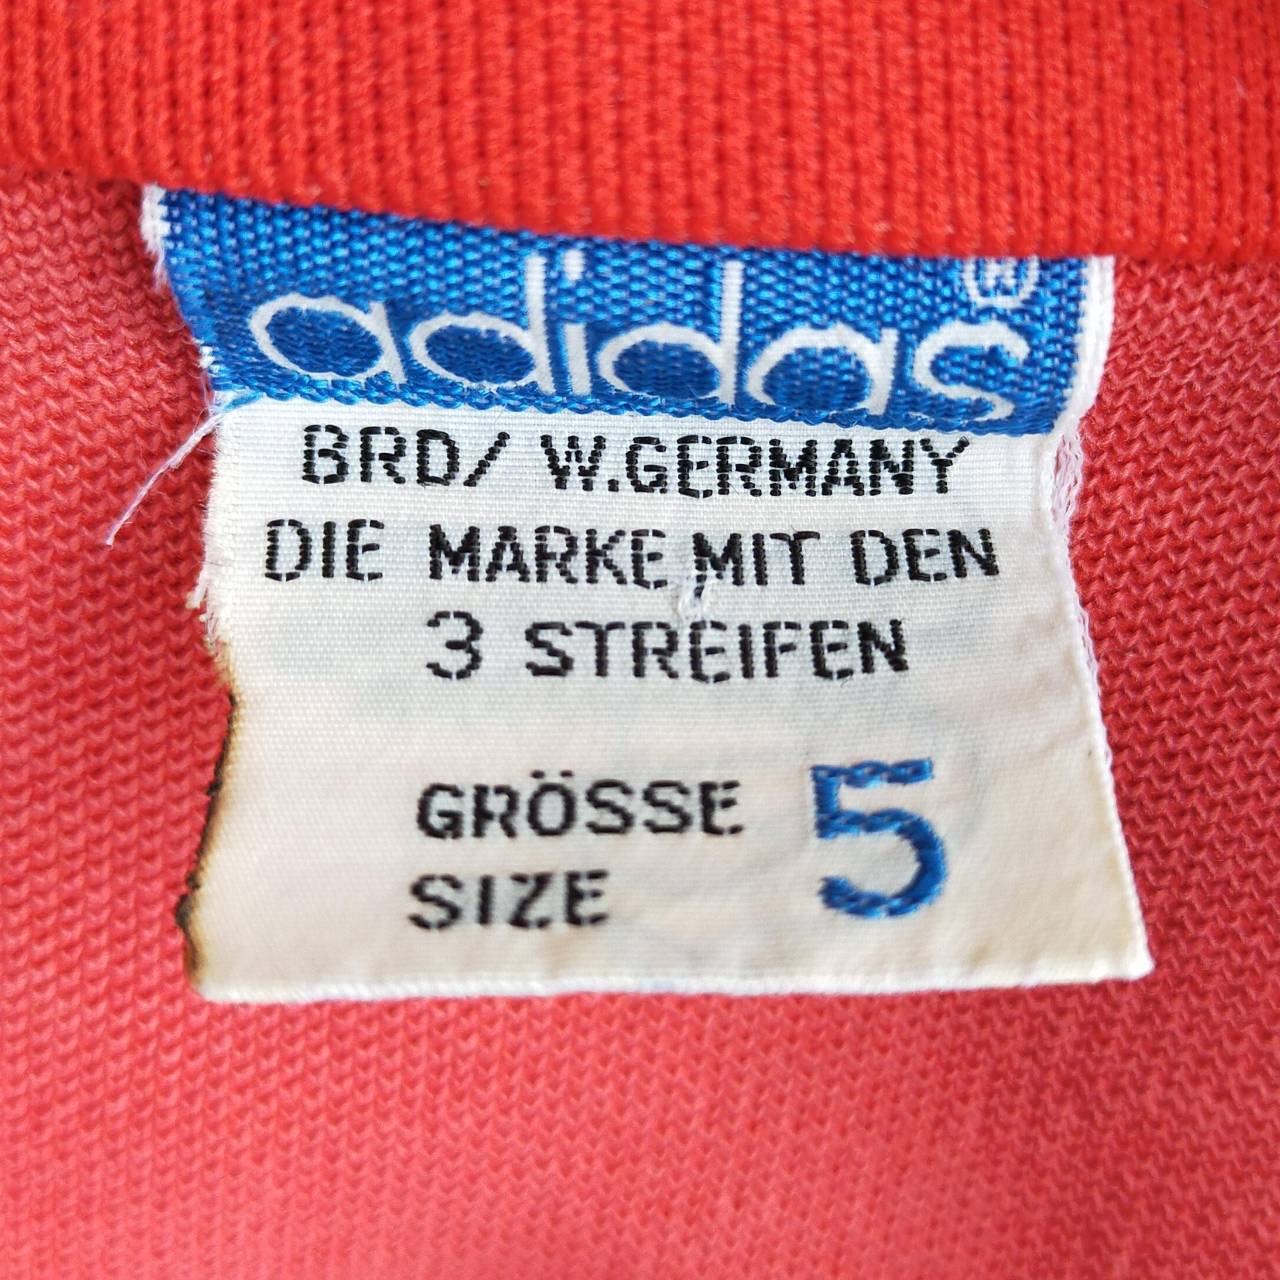 adidas ®
BRD/ W.GERMANY
DIE MARKE MIT DEN
3 STREIFEN
GRÖSSE 5
SIZE